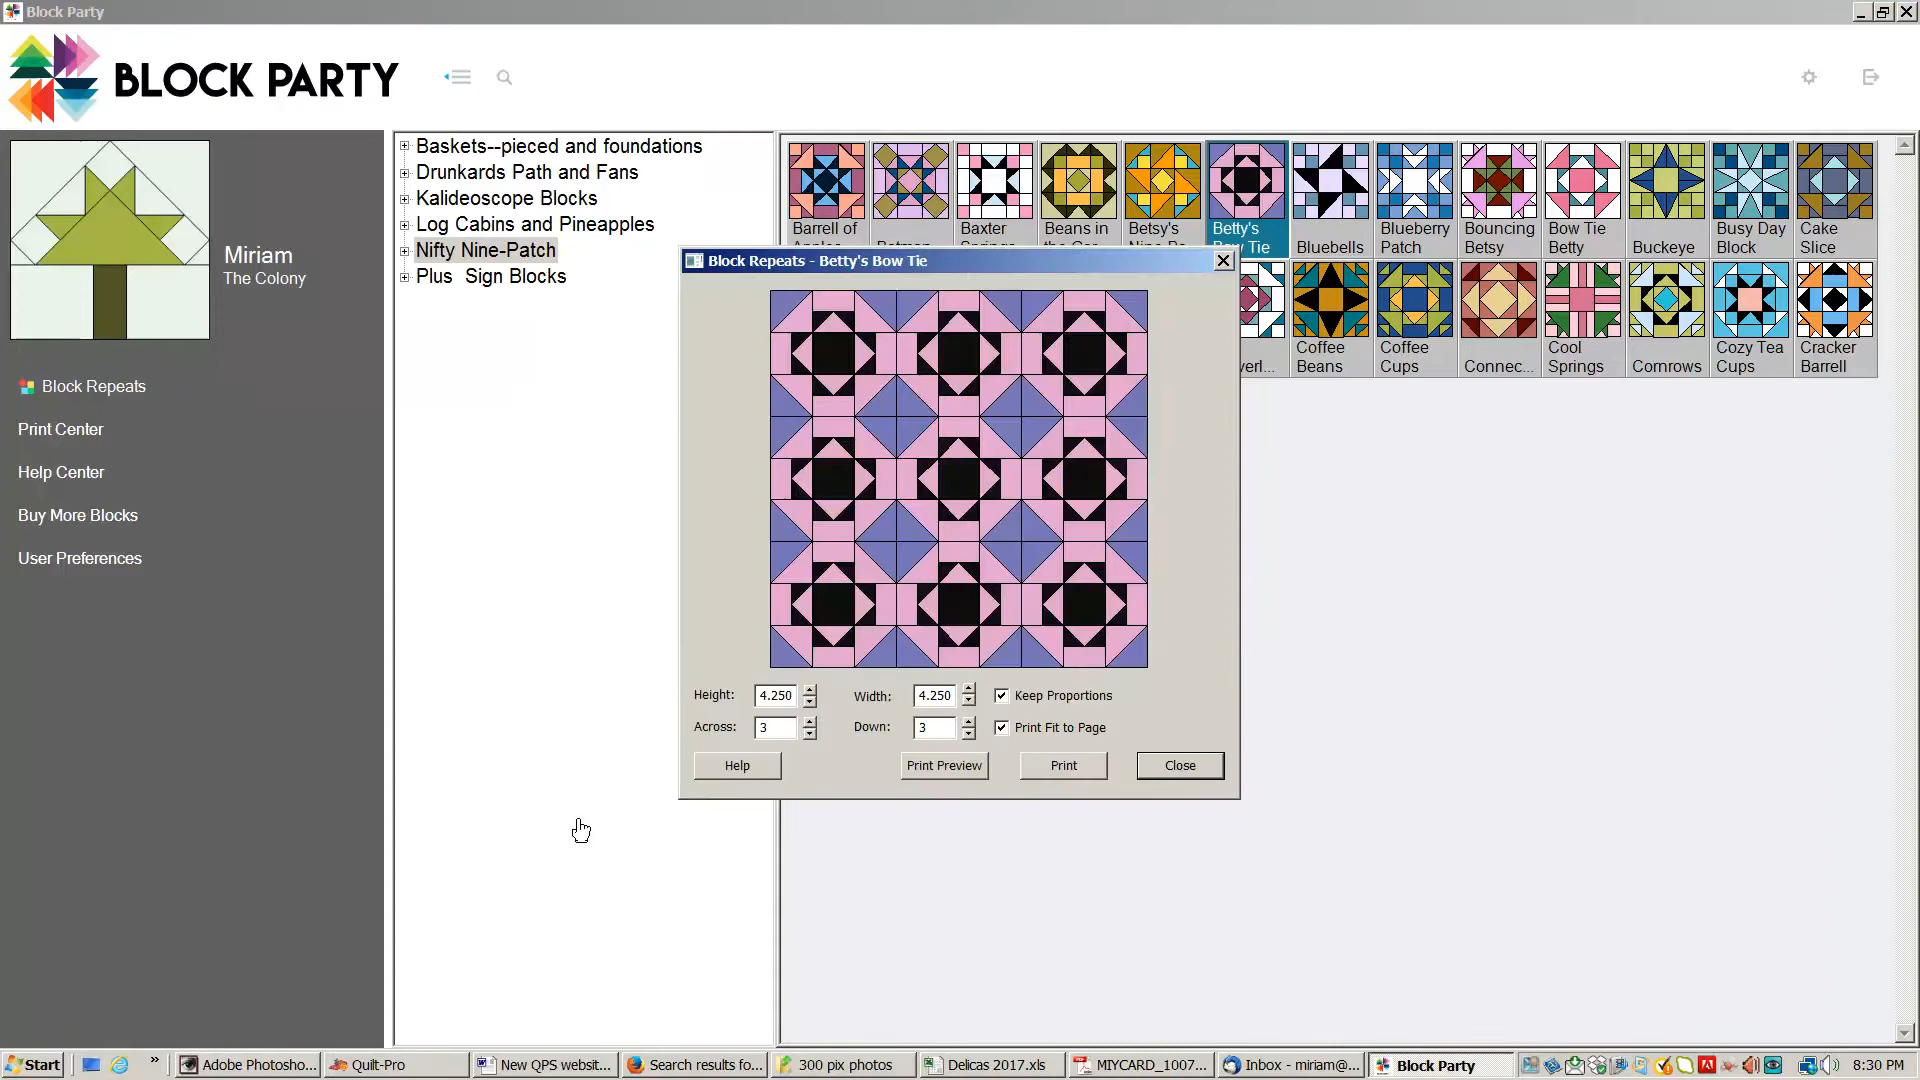 Block Party
BLOCK PARTY
Miriam
The Colony
Block Repeats
Print Center
Help Center
Buy More Blocks
User Preferences
Baskets--pieced and foundations
Drunkards Path and Fans
Kalideoscope Blocks
Log Cabins and Pineapples
Nifty Nine-Patch
Plus Sign Blocks
Barrell of
Baxter
Beans in
Betsy's
Betty's
Bow Tie
Bluebells
Blueberry
Patch
Bouncing
Betsy
Bow Tie
Betty
Buckeye
Busy Day
Block
Cake
Slice
verl...
Coffee
Beans
Coffee
Cups
Connec...
Cool
Springs
Cornrows
Cozy Tea
Cups
Cracker
Barrell
Block Repeats - Betty's Bow Tie
Height: 4.250 Width: 4.250 Keep Proportions
Across: 3 Down: 3 Print Fit to Page
Help Print Preview Print Close
Start » Adobe Photosho... Quilt-Pro New QPS websit... Search results fo... 300 pix photos Delicas 2017.xls MIYCARD_1007... Inbox - miriam@... Block Party 8:30 PM